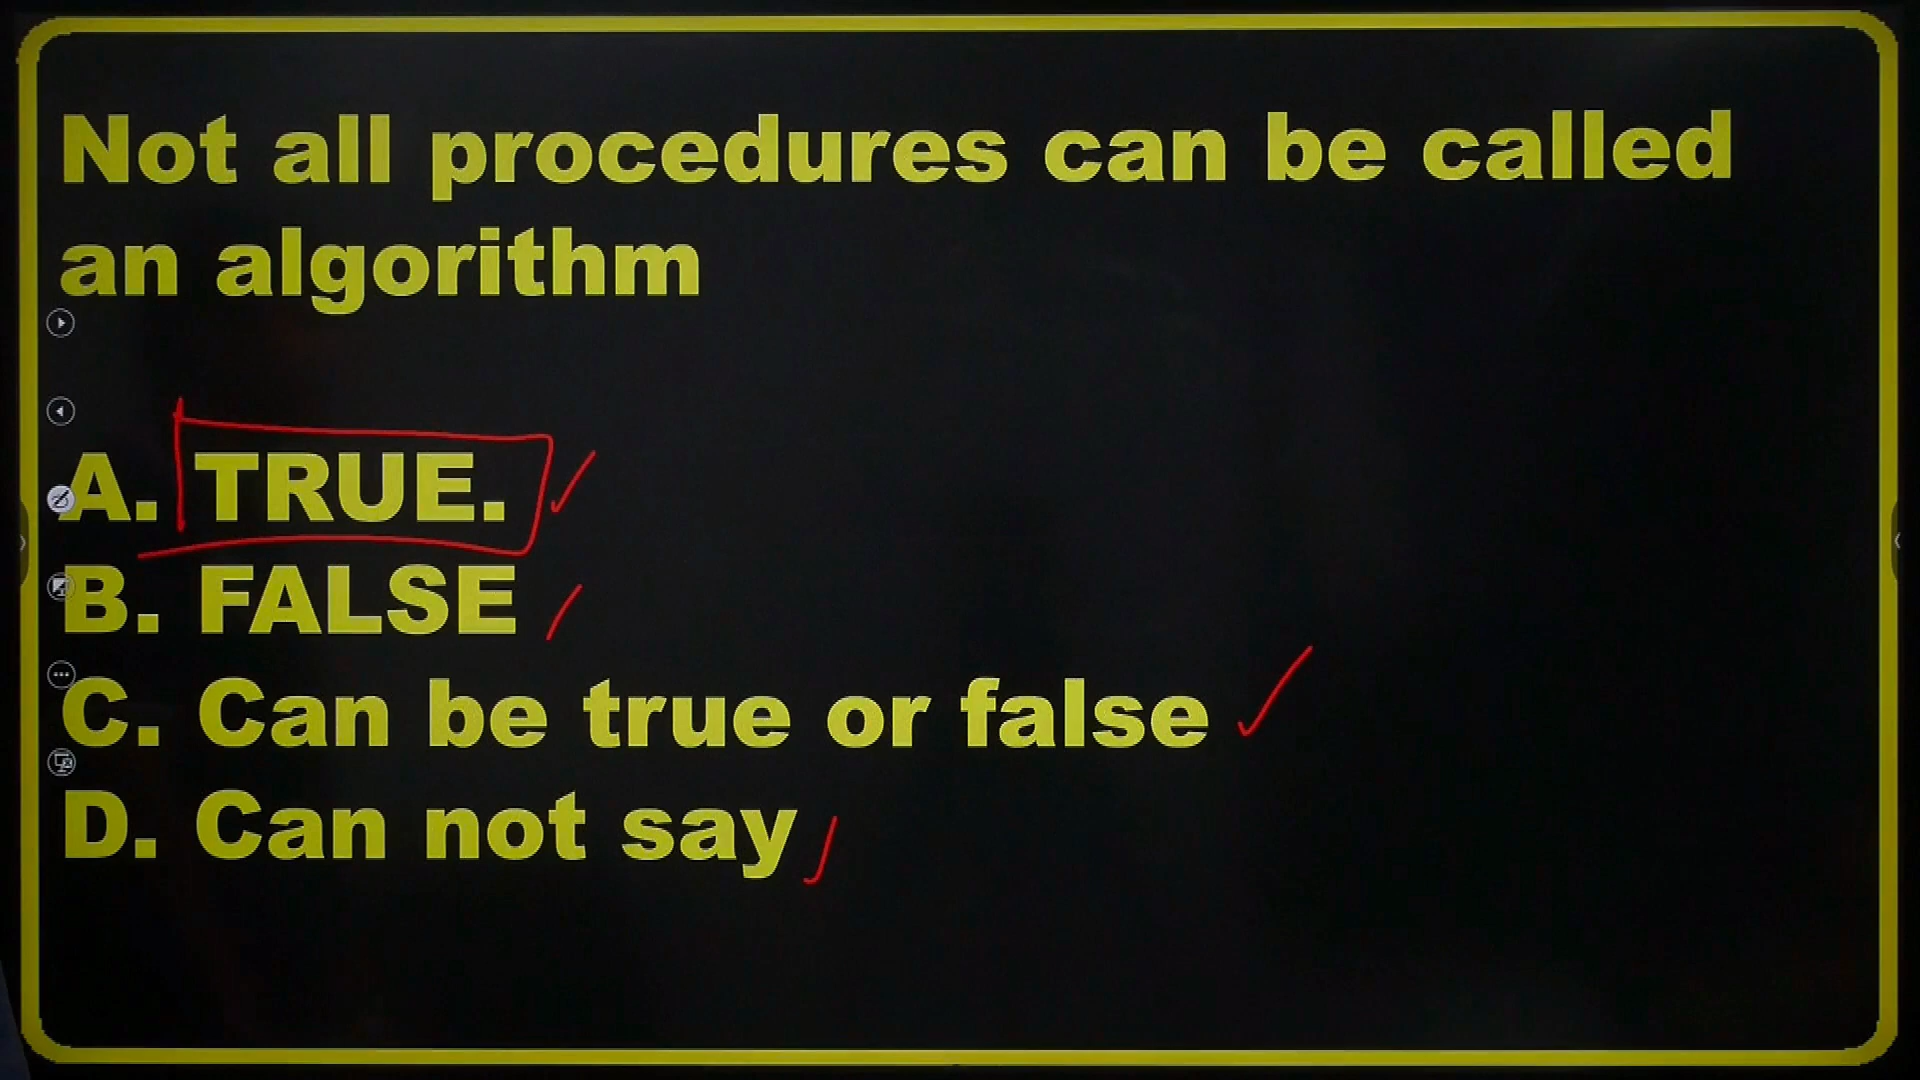 Not all procedures can be called
an algorithm
A. TRUE.
B. FALSE
C. Can be true or false
D. Can not say